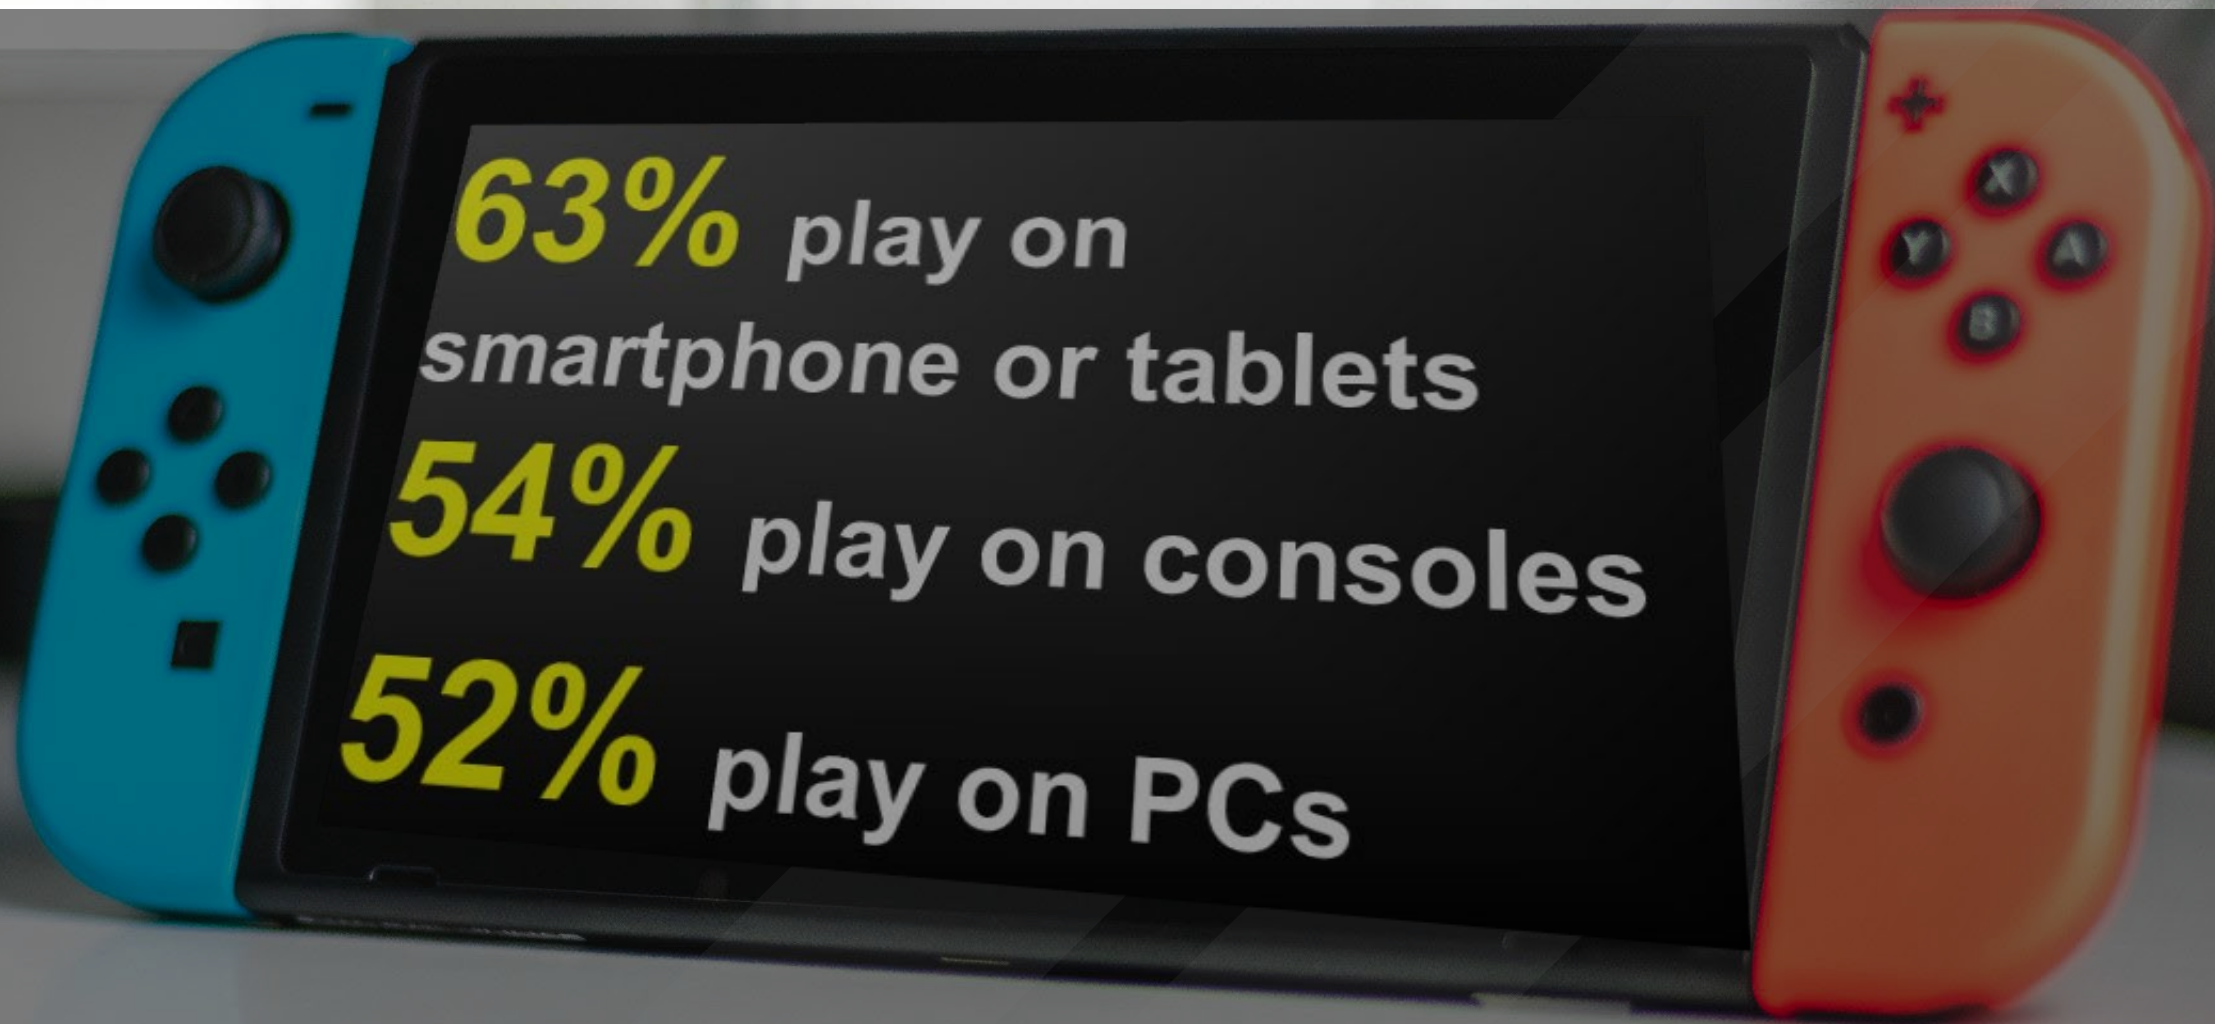 63% play on
smartphone or tablets
54% play on consoles
52% play on PCs
X
Y A
B